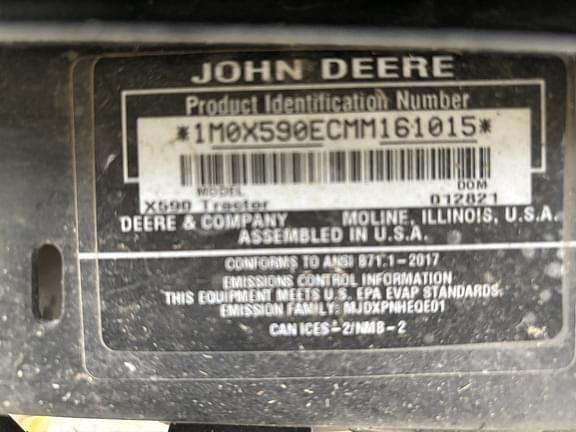 JOHN DEERE
Product Identification Number
*1M0X590ECMM161015*
MODEL DOM
X590 Tractor 012821
DEERE & COMPANY MOLINE, ILLINOIS, U.S.A.
ASSEMBLED IN U.S.A.
CONFORMS TO ANSI B71.1-2017
EMISSIONS CONTROL INFORMATION
THIS EQUIPMENT MEETS U.S. EPA EVAP STANDARDS.
EMISSION FAMILY: MJDXPNHEQE01
CAN ICES-2/NMB-2